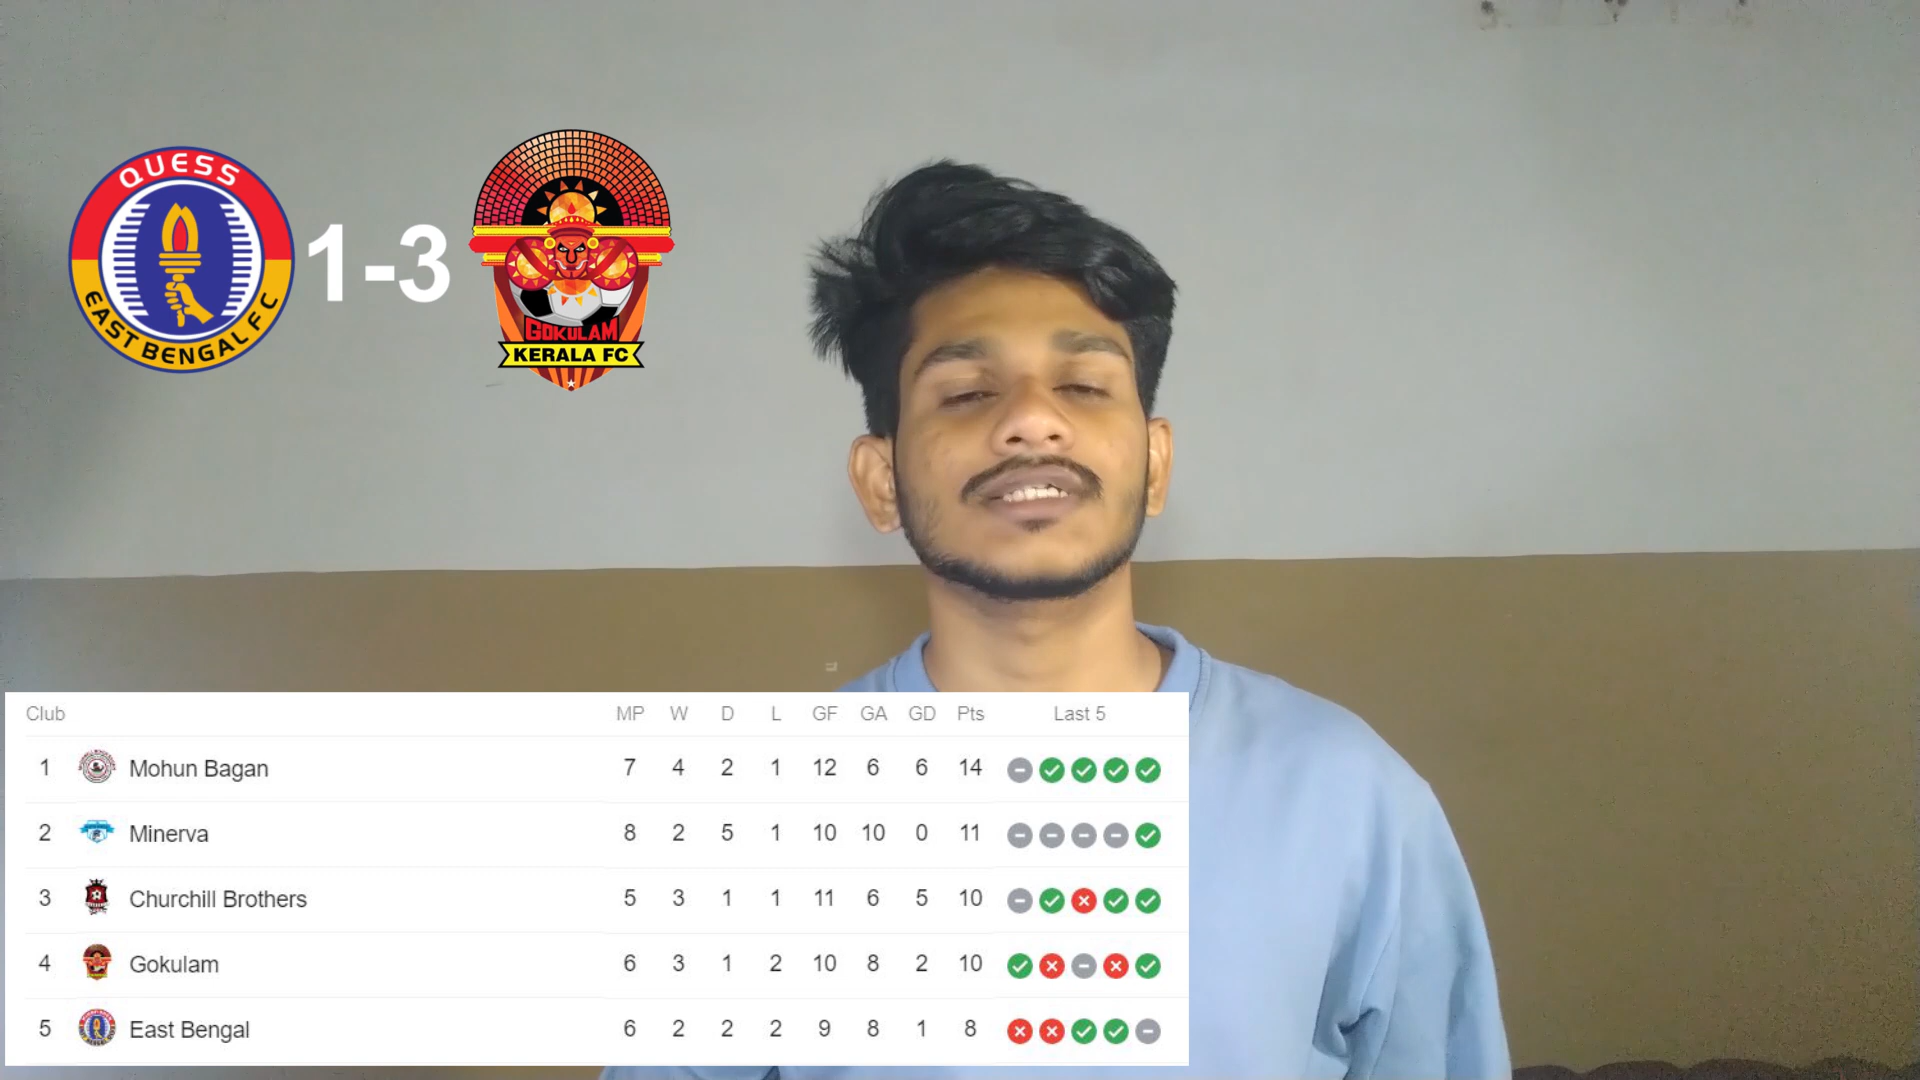 QUESS
EAST BENGAL FC
1-3
GOKULAM
KERALA FC
Club MP W D L GF GA GD Pts Last 5
1 Mohun Bagan 7 4 2 1 12 6 6 14
2 Minerva 8 2 5 1 10 10 0 11
3 Churchill Brothers 5 3 1 1 11 6 5 10
4 Gokulam 6 3 1 2 10 8 2 10
5 East Bengal 6 2 2 2 9 8 1 8